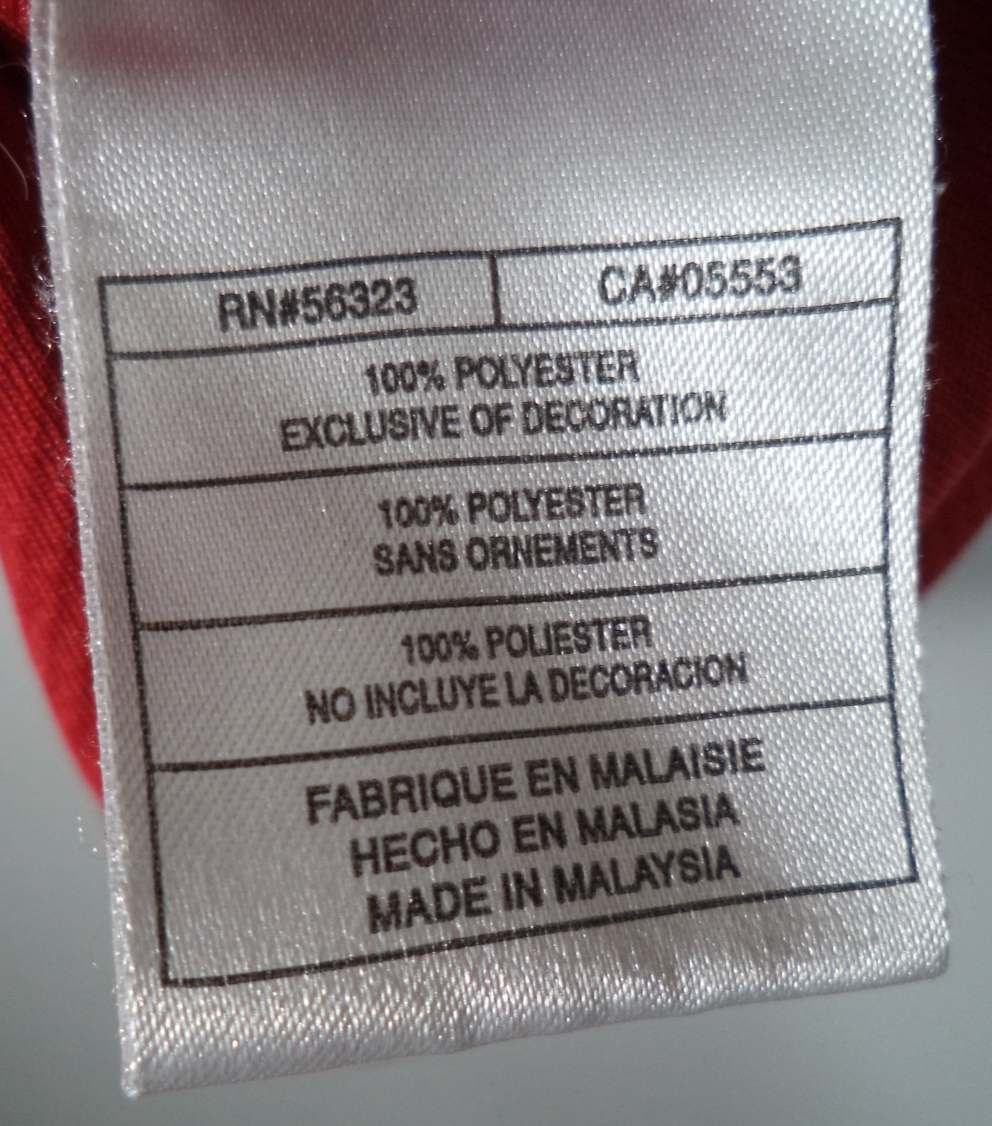 RN#56323 CA#05553
100% POLYESTER
EXCLUSIVE OF DECORATION
100% POLYESTER
SANS ORNEMENTS
100% POLIESTER
NO INCLUYE LA DECORACION
FABRIQUE EN MALAISIE
HECHO EN MALASIA
MADE IN MALAYSIA